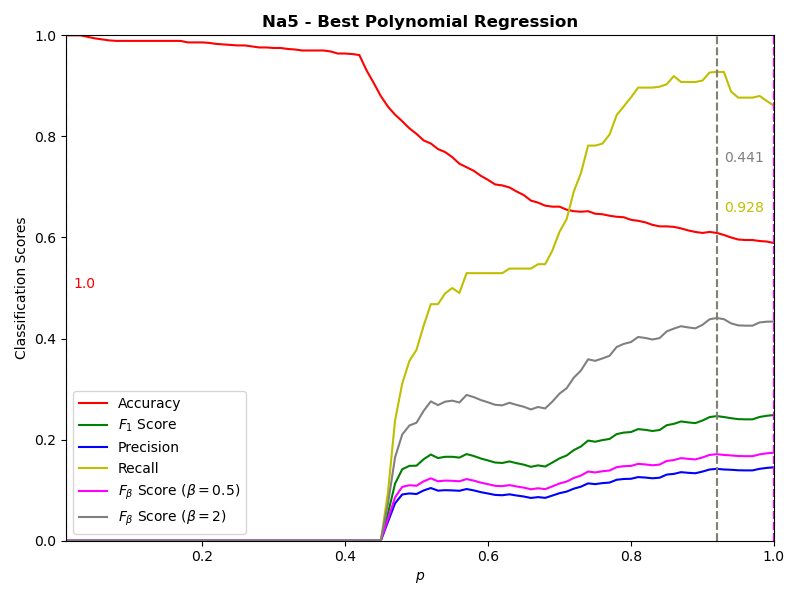 Na5 - Best Polynomial Regression
Classification Scores
1.0
0.8
0.6
0.4
0.2
0.0
0.441
0.928
1.0
Accuracy
F1 Score
Precision
Recall
Fβ Score (β = 0.5)
Fβ Score (β = 2)
0.2
0.4
0.6
0.8
1.0
p